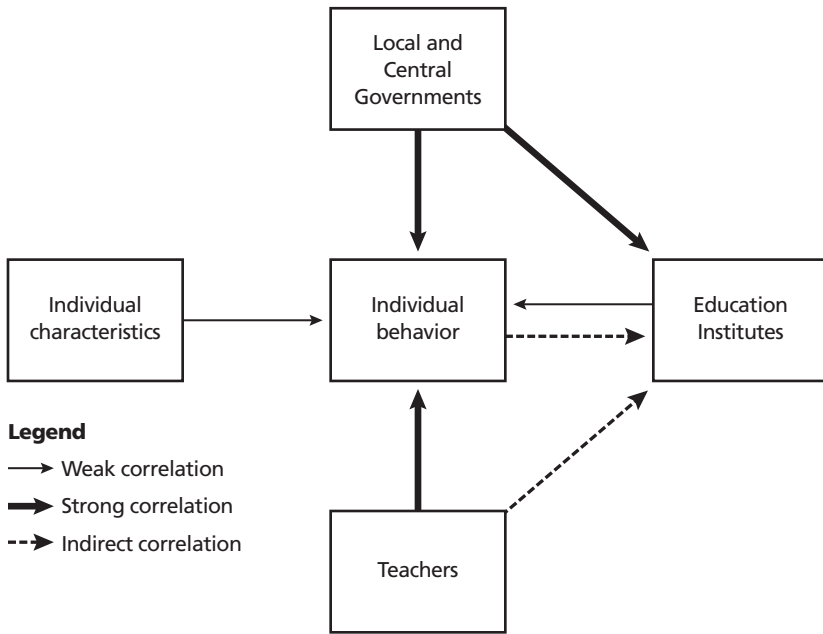 Local and
Central
Governments
Individual
characteristics
Individual
behavior
Education
Institutes
Legend
Weak correlation
Strong correlation
Indirect correlation
Teachers